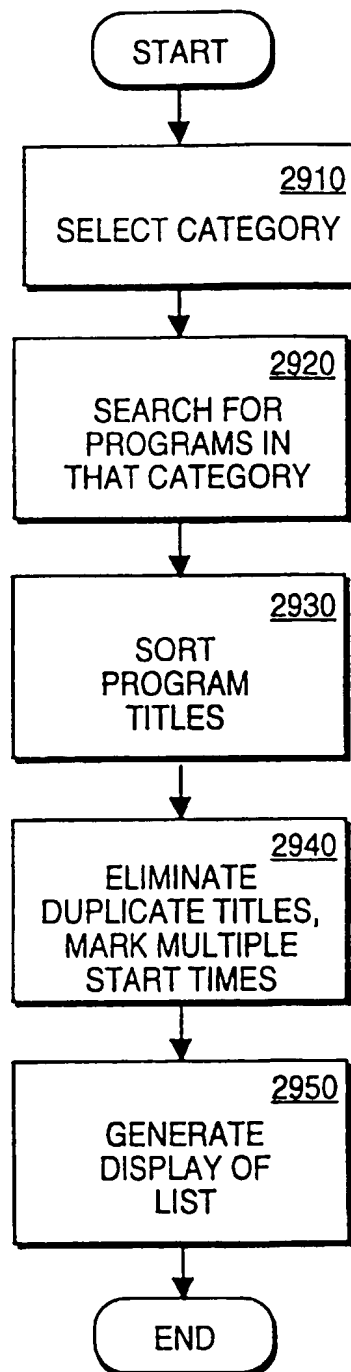 START
2910
SELECT CATEGORY
2920
SEARCH FOR
PROGRAMS IN
THAT CATEGORY
2930
SORT
PROGRAM
TITLES
2940
ELIMINATE
DUPLICATE TITLES,
MARK MULTIPLE
START TIMES
2950
GENERATE
DISPLAY OF
LIST
END